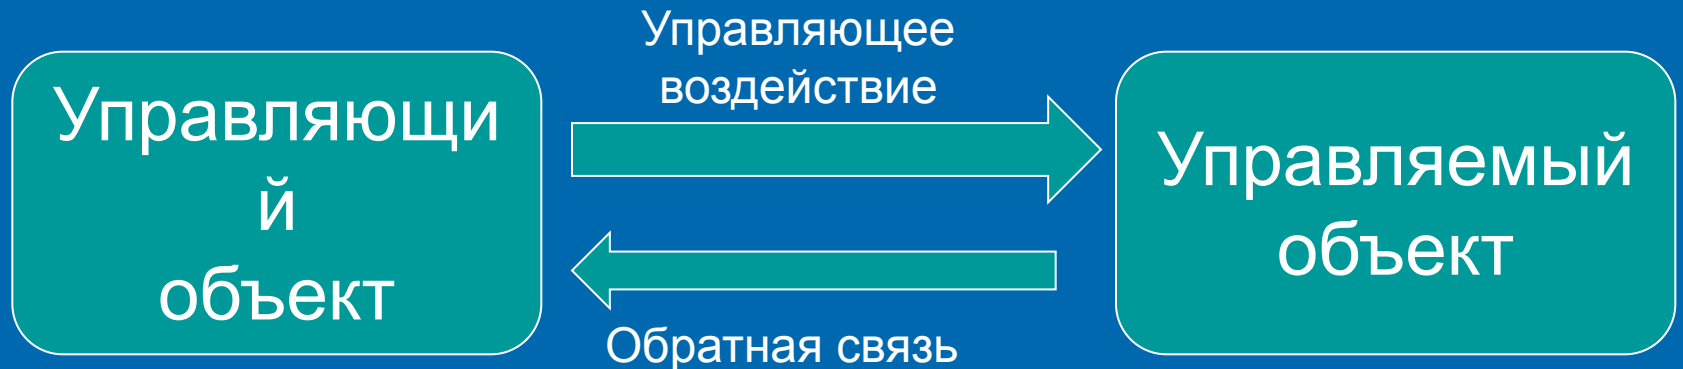 Управляющее
воздействие
Управляющи
й
объект
Управляемый
объект
Обратная связь